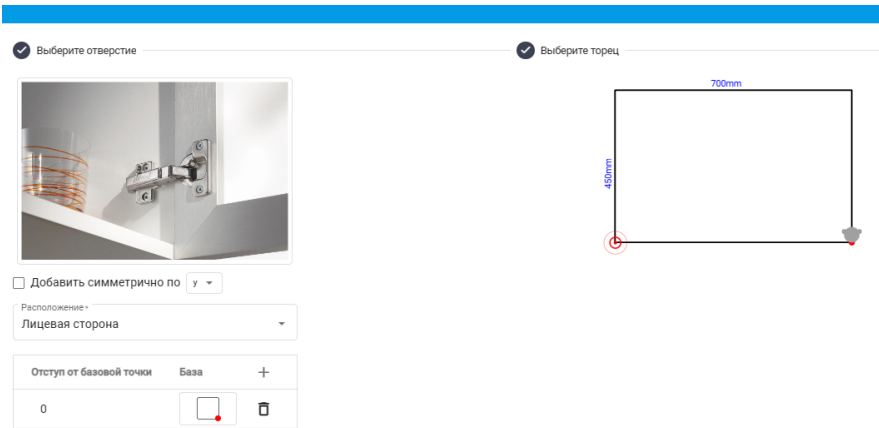 Выберите отверстие
Выберите торец
700mm
450mm
Добавить симметрично по y
Расположение*
Лицевая сторона
Отступ от базовой точки База
0